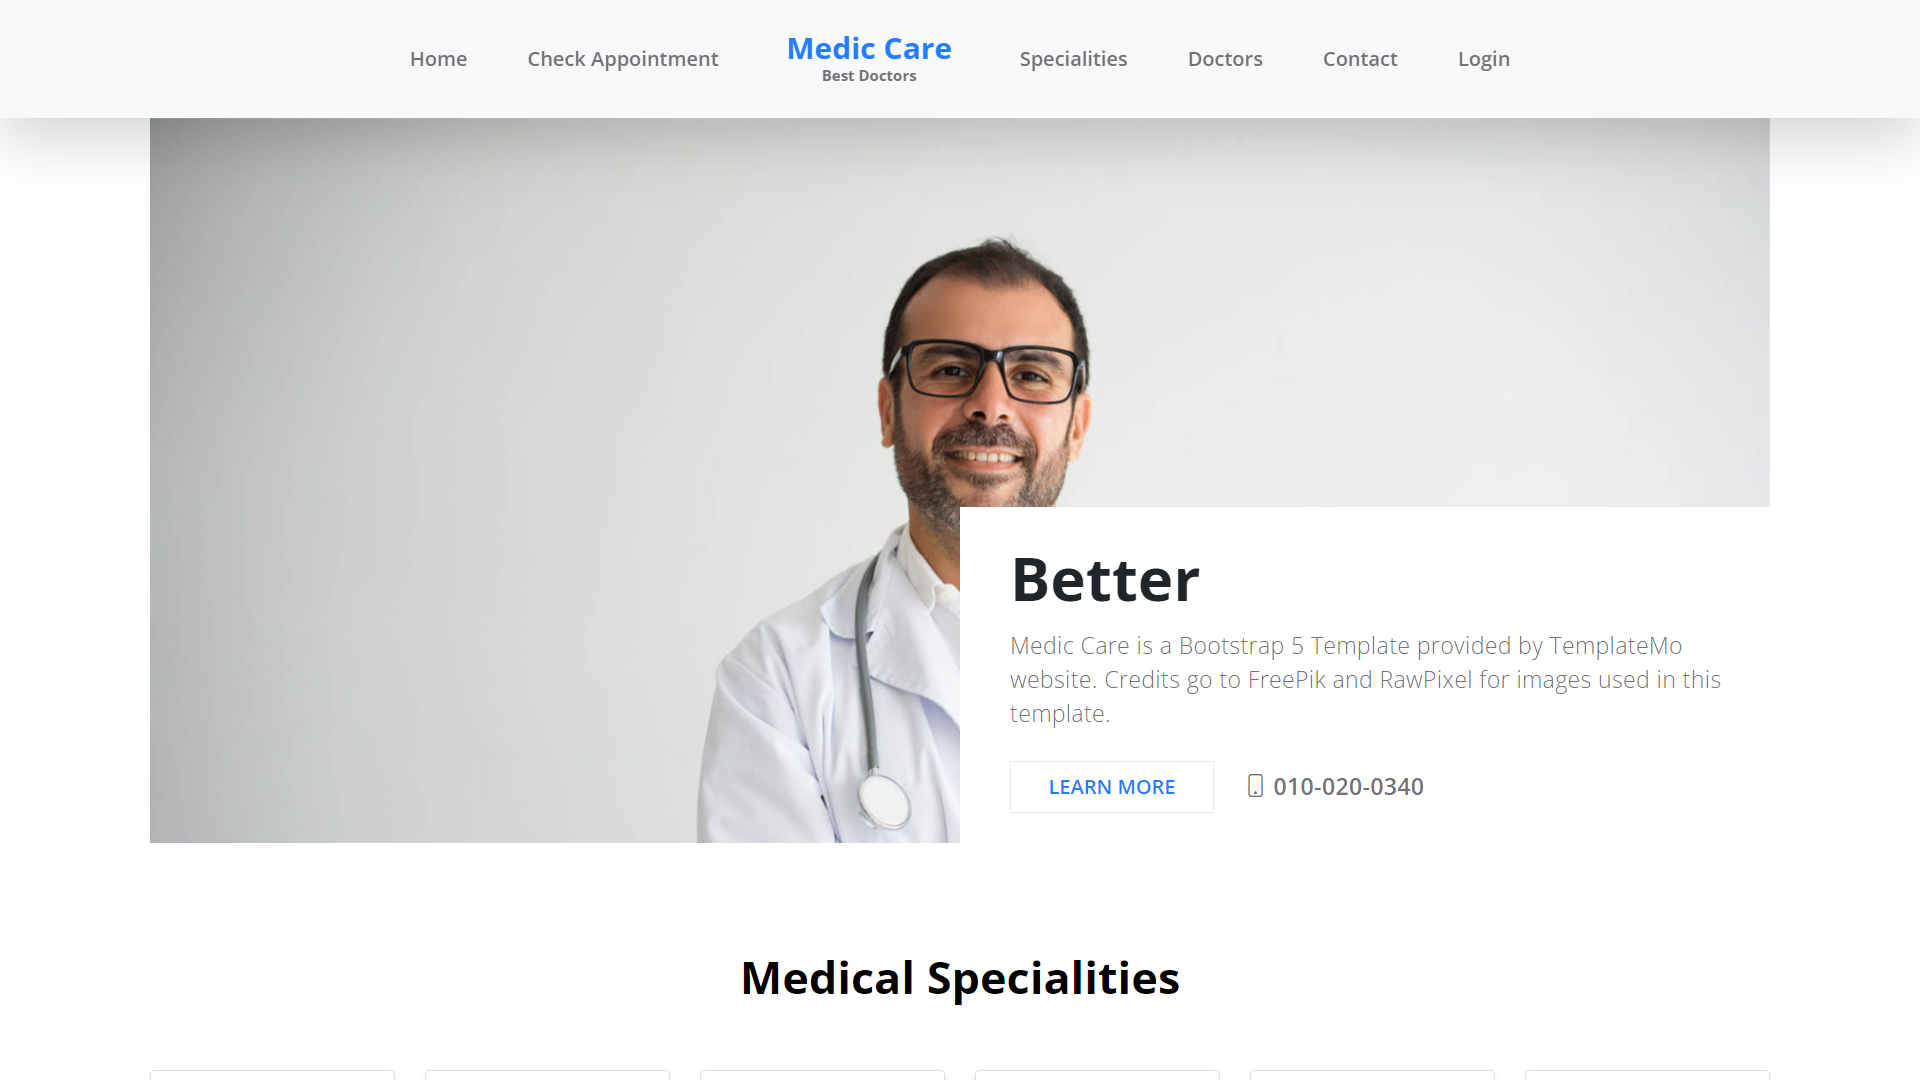 Home
Check Appointment
Medic Care
Best Doctors
Specialities
Doctors
Contact
Login
Better
Medic Care is a Bootstrap 5 Template provided by TemplateMo
website. Credits go to FreePik and RawPixel for images used in this
template.
LEARN MORE
010-020-0340
Medical Specialities